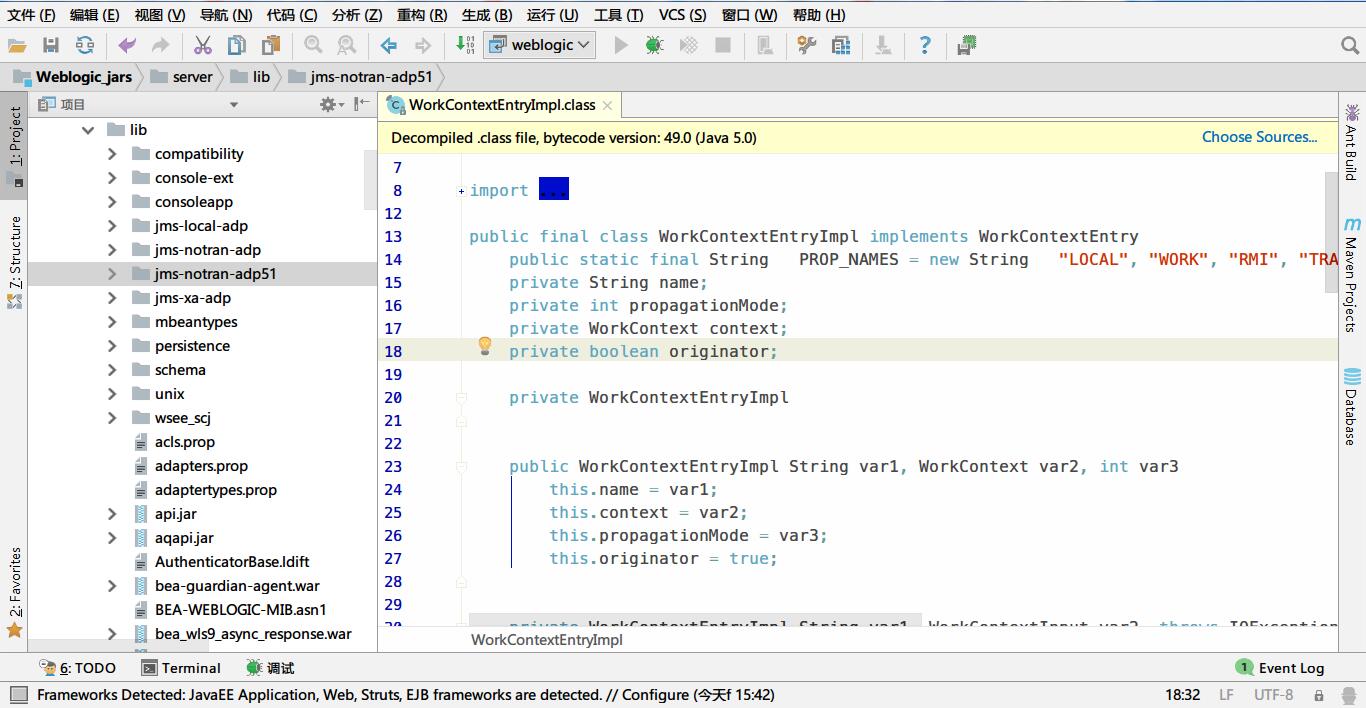 文件 (F) 编辑 (E) 视图 (V) 导航 (N) 代码 (C) 分析 (Z) 重构 (R) 生成 (B) 运行 (U) 工具 (T) VCS (S) 窗口 (W) 帮助 (H)
weblogic
Weblogic_jars server lib jms-notran-adp51
1: Project
7: Structure
2: Favorites
项目
lib
compatibility
console-ext
consoleapp
jms-local-adp
jms-notran-adp
jms-notran-adp51
jms-xa-adp
mbeantypes
persistence
schema
unix
wsee_scj
acls.prop
adapters.prop
adaptertypes.prop
api.jar
aqapi.jar
AuthenticatorBase.ldift
bea-guardian-agent.war
BEA-WEBLOGIC-MIB.asn1
bea_wls9_async_response.war
WorkContextEntryImpl.class
Decompiled .class file, bytecode version: 49.0 (Java 5.0) Choose Sources...
7
8 import ...
12
13 public final class WorkContextEntryImpl implements WorkContextEntry
14 public static final String PROP_NAMES = new String "LOCAL", "WORK", "RMI", "TRA
15 private String name;
16 private int propagationMode;
17 private WorkContext context;
18 private boolean originator;
19
20 private WorkContextEntryImpl
21
22
23 public WorkContextEntryImpl String var1, WorkContext var2, int var3
24 this.name = var1;
25 this.context = var2;
26 this.propagationMode = var3;
27 this.originator = true;
28
29
30 private WorkContextEntryImpl String var1, WorkContextInput var2, throws IOException
WorkContextEntryImpl
Ant Build
m Maven Projects
Database
6: TODO Terminal 调试 1 Event Log
Frameworks Detected: JavaEE Application, Web, Struts, EJB frameworks are detected. // Configure (今天f 15:42) 18:32 LF UTF-8